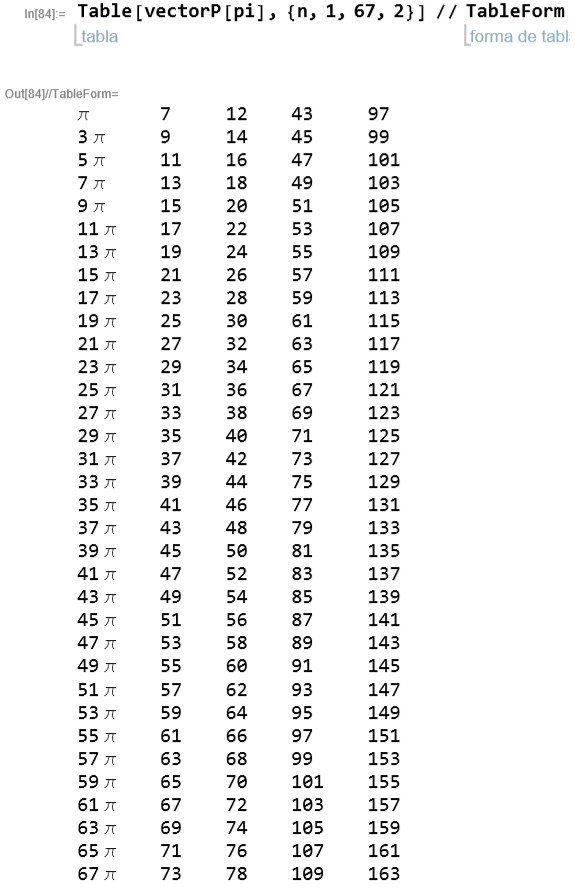 In[84]:= Table[vectorP[pi], {n, 1, 67, 2}] // TableForm
tabla forma de tabl
Out[84]//TableForm=
π 7 12 43 97
3 π 9 14 45 99
5 π 11 16 47 101
7 π 13 18 49 103
9 π 15 20 51 105
11 π 17 22 53 107
13 π 19 24 55 109
15 π 21 26 57 111
17 π 23 28 59 113
19 π 25 30 61 115
21 π 27 32 63 117
23 π 29 34 65 119
25 π 31 36 67 121
27 π 33 38 69 123
29 π 35 40 71 125
31 π 37 42 73 127
33 π 39 44 75 129
35 π 41 46 77 131
37 π 43 48 79 133
39 π 45 50 81 135
41 π 47 52 83 137
43 π 49 54 85 139
45 π 51 56 87 141
47 π 53 58 89 143
49 π 55 60 91 145
51 π 57 62 93 147
53 π 59 64 95 149
55 π 61 66 97 151
57 π 63 68 99 153
59 π 65 70 101 155
61 π 67 72 103 157
63 π 69 74 105 159
65 π 71 76 107 161
67 π 73 78 109 163